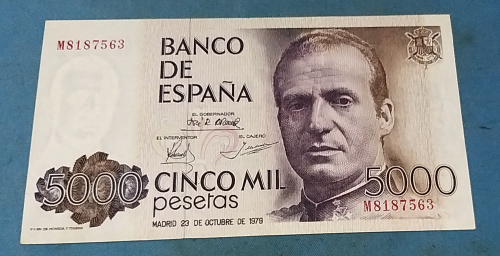 M8187563
BANCO
DE
ESPAÑA
EL GOBERNADOR
EL INTERVENTOR
EL CAJERO
5000
CINCO MIL
pesetas
5000
M8187563
MADRID 23 DE OCTUBRE DE 1979